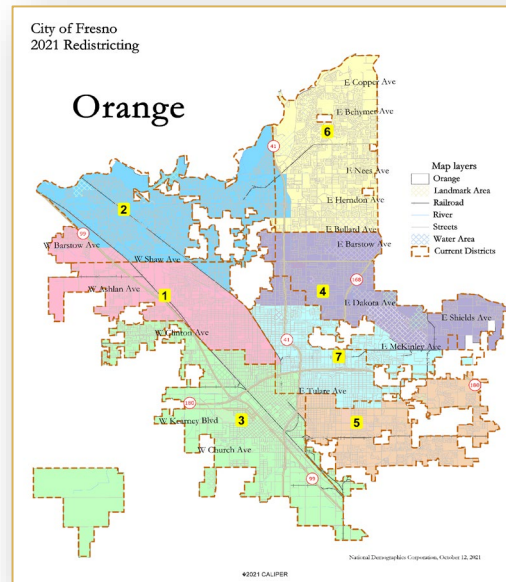 City of Fresno
2021 Redistricting
Orange
E Copper Ave
E Behymer Ave
6
41
E Nees Ave
Map layers
Orange
Landmark Area
Railroad
River
Streets
Water Area
Current Districts
E Herndon Ave
2
99
E Bullard Ave
W Barstow Ave
E Barstow Ave
W Shaw Ave
168
W Ashlan Ave
1
4
E Dakota Ave
E Shields Ave
W Clinton Ave
41
E McKinley Ave
7
180
E Tulare Ave
180
W Kearney Blvd
3
5
W Church Ave
99
National Demographics Corporation, October 12, 2021
©2021 CALIPER